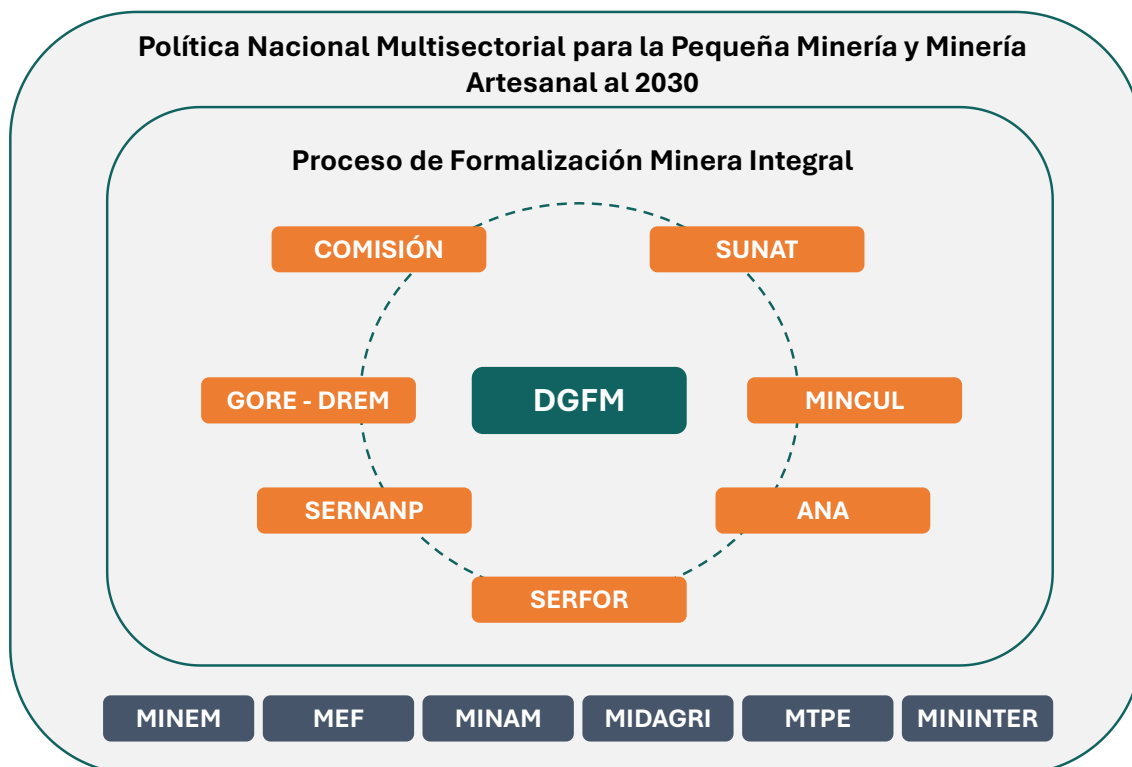 Política Nacional Multisectorial para la Pequeña Minería y Minería
Artesanal al 2030
Proceso de Formalización Minera Integral
COMISIÓN
SUNAT
GORE - DREM
DGFM
MINCUL
SERNANP
ANA
SERFOR
MINEM
MEF
MINAM
MIDAGRI
MTPE
MININTER